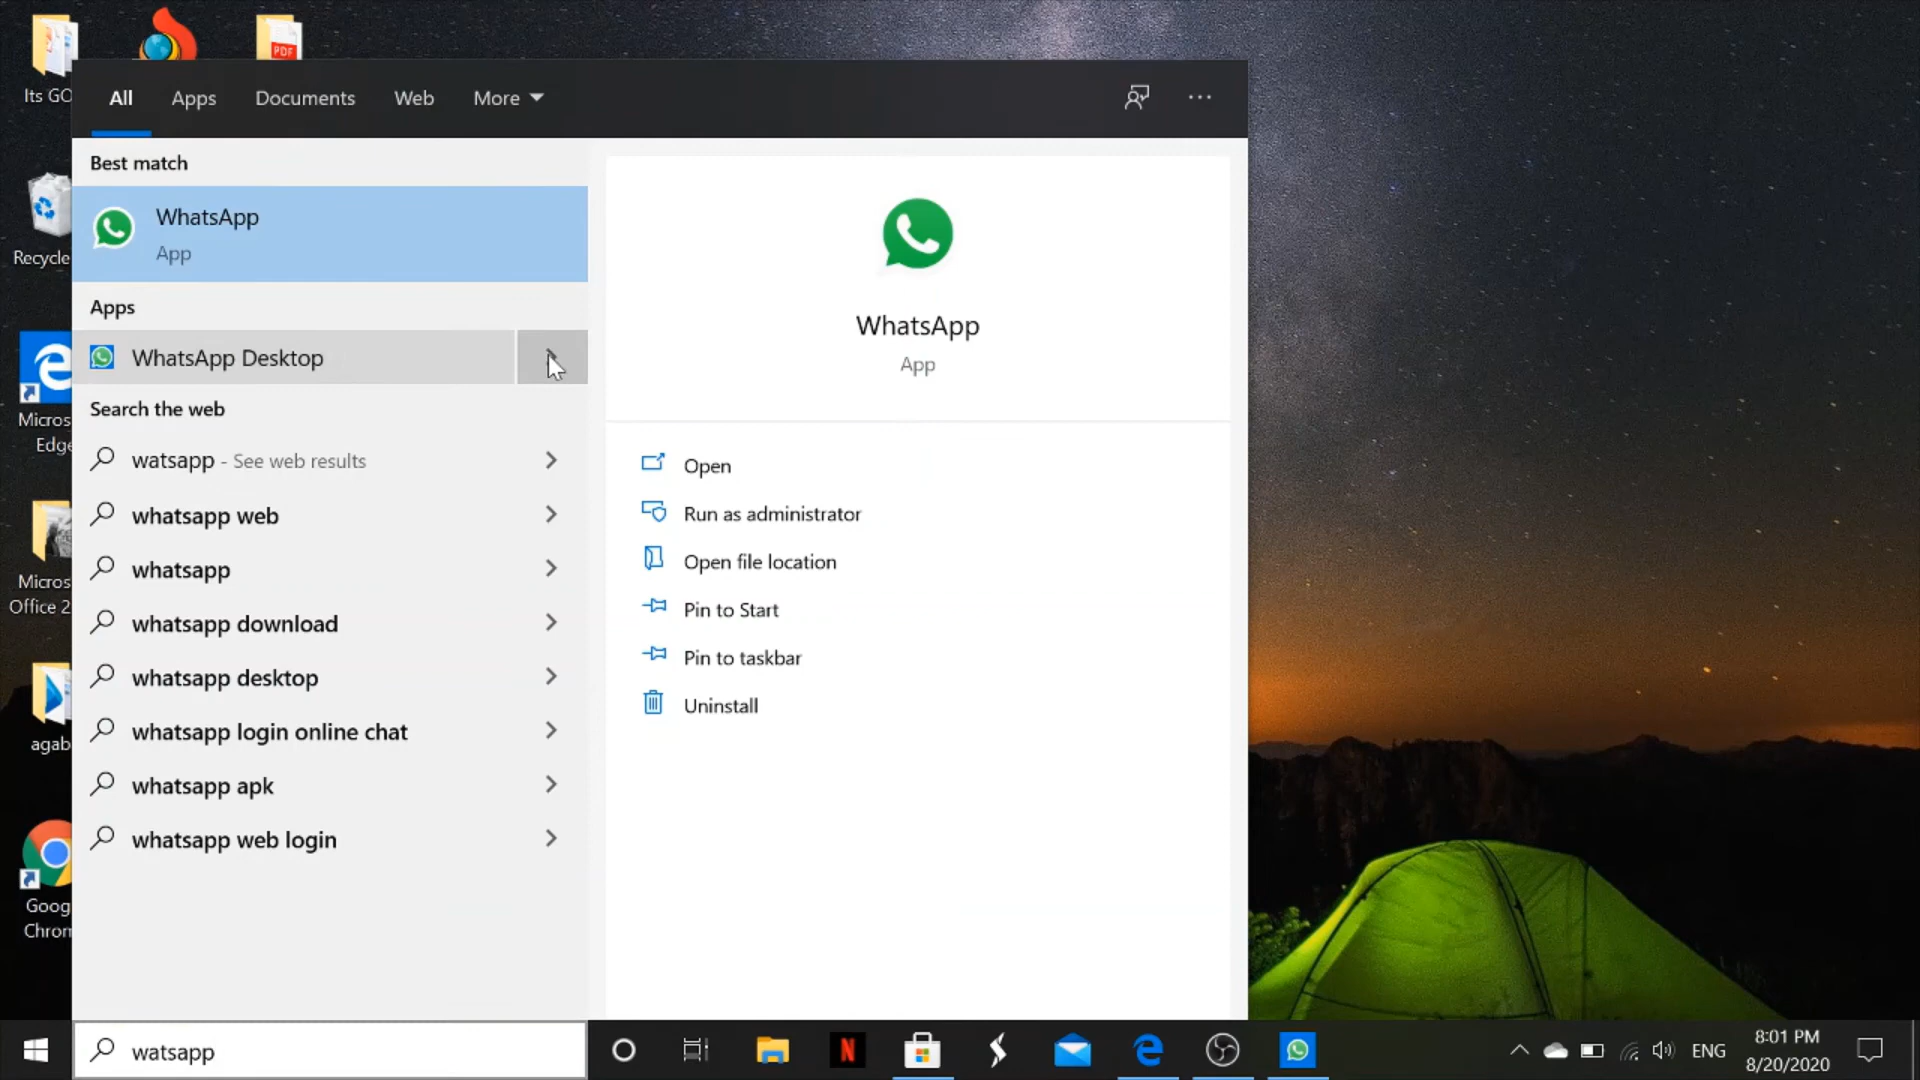 Its GO
PDF
All Apps Documents Web More
Best match
WhatsApp
App
Apps
WhatsApp Desktop
Search the web
watsapp - See web results
whatsapp web
whatsapp
whatsapp download
whatsapp desktop
whatsapp login online chat
whatsapp apk
whatsapp web login
WhatsApp
App
Open
Run as administrator
Open file location
Pin to Start
Pin to taskbar
Uninstall
Recycle
Micros
Edge
Micros
Office 2
agab
Goog
Chrom
watsapp
N
ENG
8:01 PM
8/20/2020